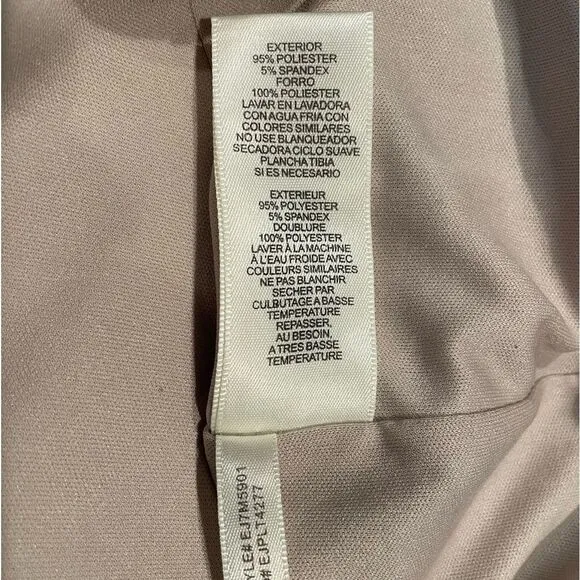 EXTERIOR
95% POLIESTER
5% SPANDEX
FORRO
100% POLIESTER
LAVAR EN LAVADORA
CON AGUA FRIA CON
COLORES SIMILARES
NO USE BLANQUEADOR
SECADORA CICLO SUAVE
PLANCHA TIBIA
SI ES NECESARIO
EXTERIEUR
95% POLYESTER
5% SPANDEX
DOUBLURE
100% POLYESTER
LAVER À LA MACHINE
À L'EAU FROIDE AVEC
COULEURS SIMILAIRES
NE PAS BLANCHIR
SECHER PAR
CULBUTAGE A BASSE
TEMPERATURE
REPASSER,
AU BESOIN,
A TRES BASSE
TEMPERATURE
YLE# EJ7M5901
# EJPLT4277